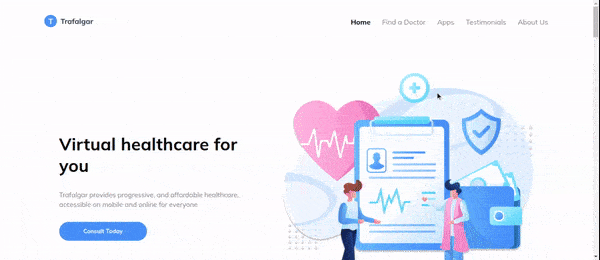 T Trafalgar
Home Find a Doctor Apps Testimonials About Us
Virtual healthcare for
you
Trafalgar provides progressive, and affordable healthcare,
accessible on mobile and online for everyone
Consult Today